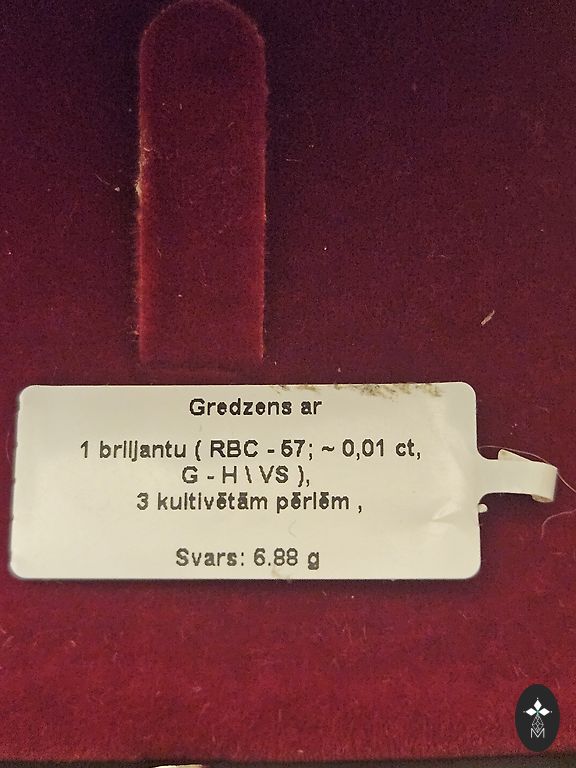 Gredzens ar
1 briljantu ( RBC - 57; ~ 0,01 ct,
G - H \ VS ),
3 kultivētām pērlēm ,
Svars: 6.88 g
M